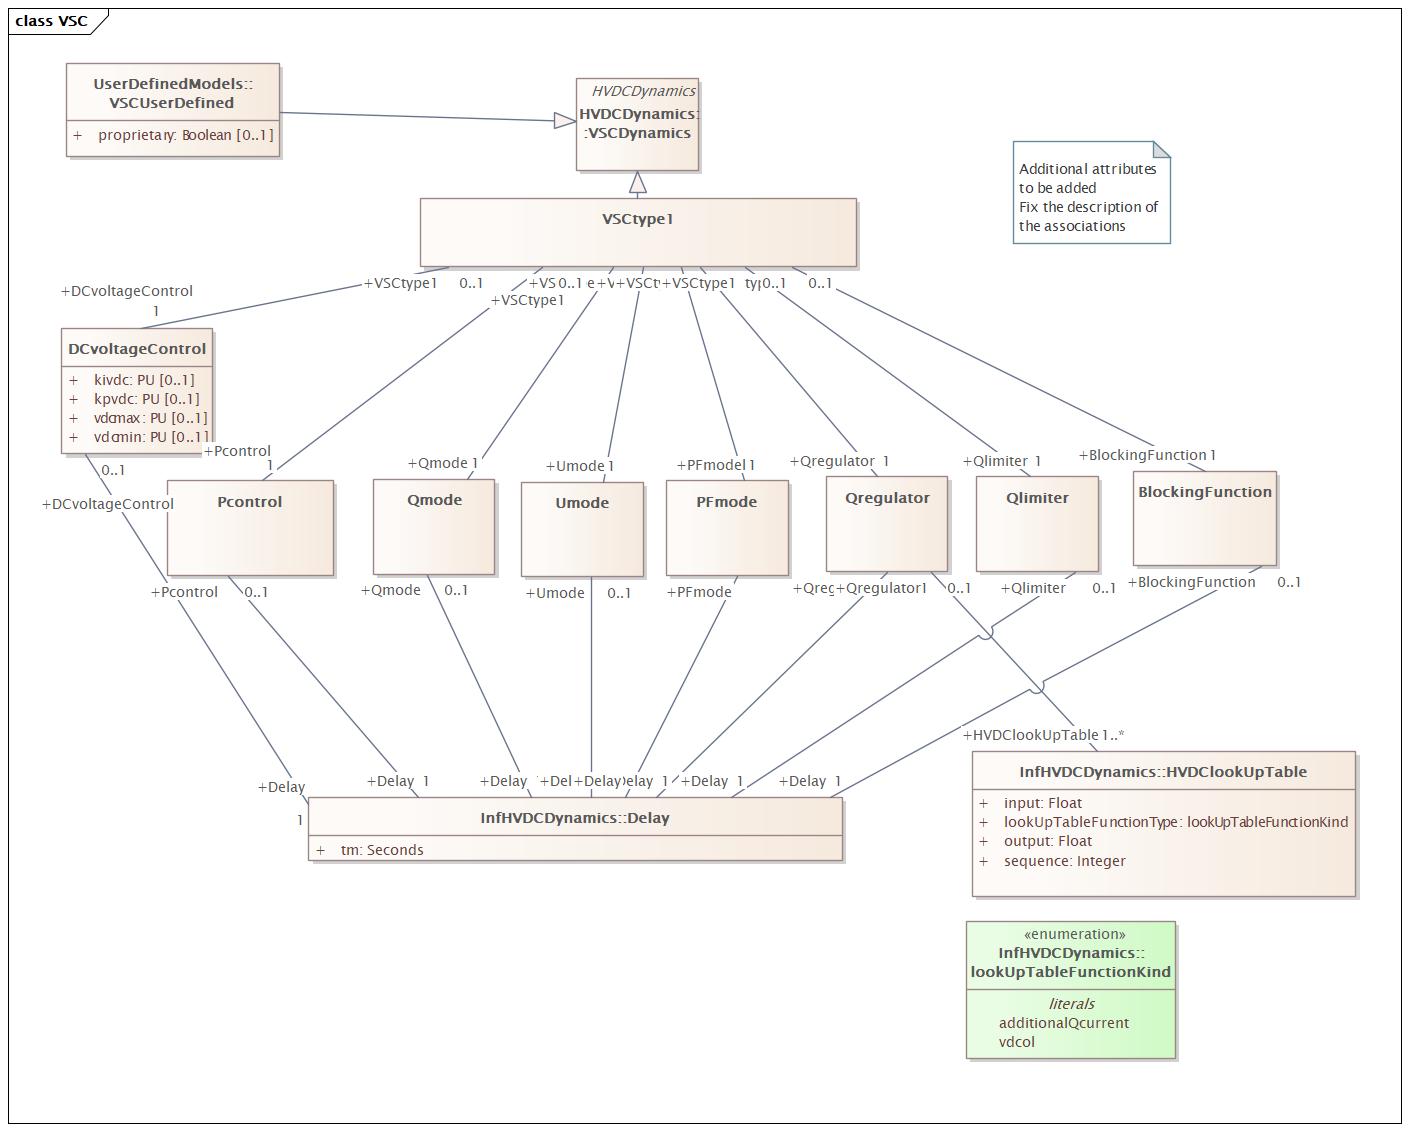 class VSC
UserDefinedModels::
VSCUserDefined
+ proprietary: Boolean [0..1]
HVDCDynamics
HVDCDynamics:
:VSCDynamics
Additional attributes
to be added
Fix the description of
the associations
VSCtype1
+VSCtype1 0..1
0..1
+VSCtype1
0..1
0..1
+VSCtype1
+DCvoltageControl
1
DCvoltageControl
+ kivdc: PU [0..1]
+ kpvdc: PU [0..1]
+ vdcmax: PU [0..1]
+ vdcmin: PU [0..1]
0..1
+DCvoltageControl
+Pcontrol
1
+Qmode 1
+Umode 1
+PFmodel 1
+Qregulator 1
+Qlimiter 1
+BlockingFunction 1
Pcontrol
Qmode
Umode
PFmode
Qregulator
Qlimiter
BlockingFunction
+Pcontrol 0..1
+Qmode 0..1
+Umode 0..1
+PFmode
+Qregulator1 0..1
+Qlimiter 0..1
+BlockingFunction 0..1
+HVDClookUpTable 1..*
+Delay
1
+Delay 1
+Delay
+Delay
1
+Delay 1
+Delay 1
InfHVDCDynamics::Delay
+ tm: Seconds
InfHVDCDynamics::HVDClookUpTable
+ input: Float
+ lookUpTableFunctionType: lookUpTableFunctionKind
+ output: Float
+ sequence: Integer
«enumeration»
InfHVDCDynamics::
lookUpTableFunctionKind
literals
additionalQcurrent
vdcol